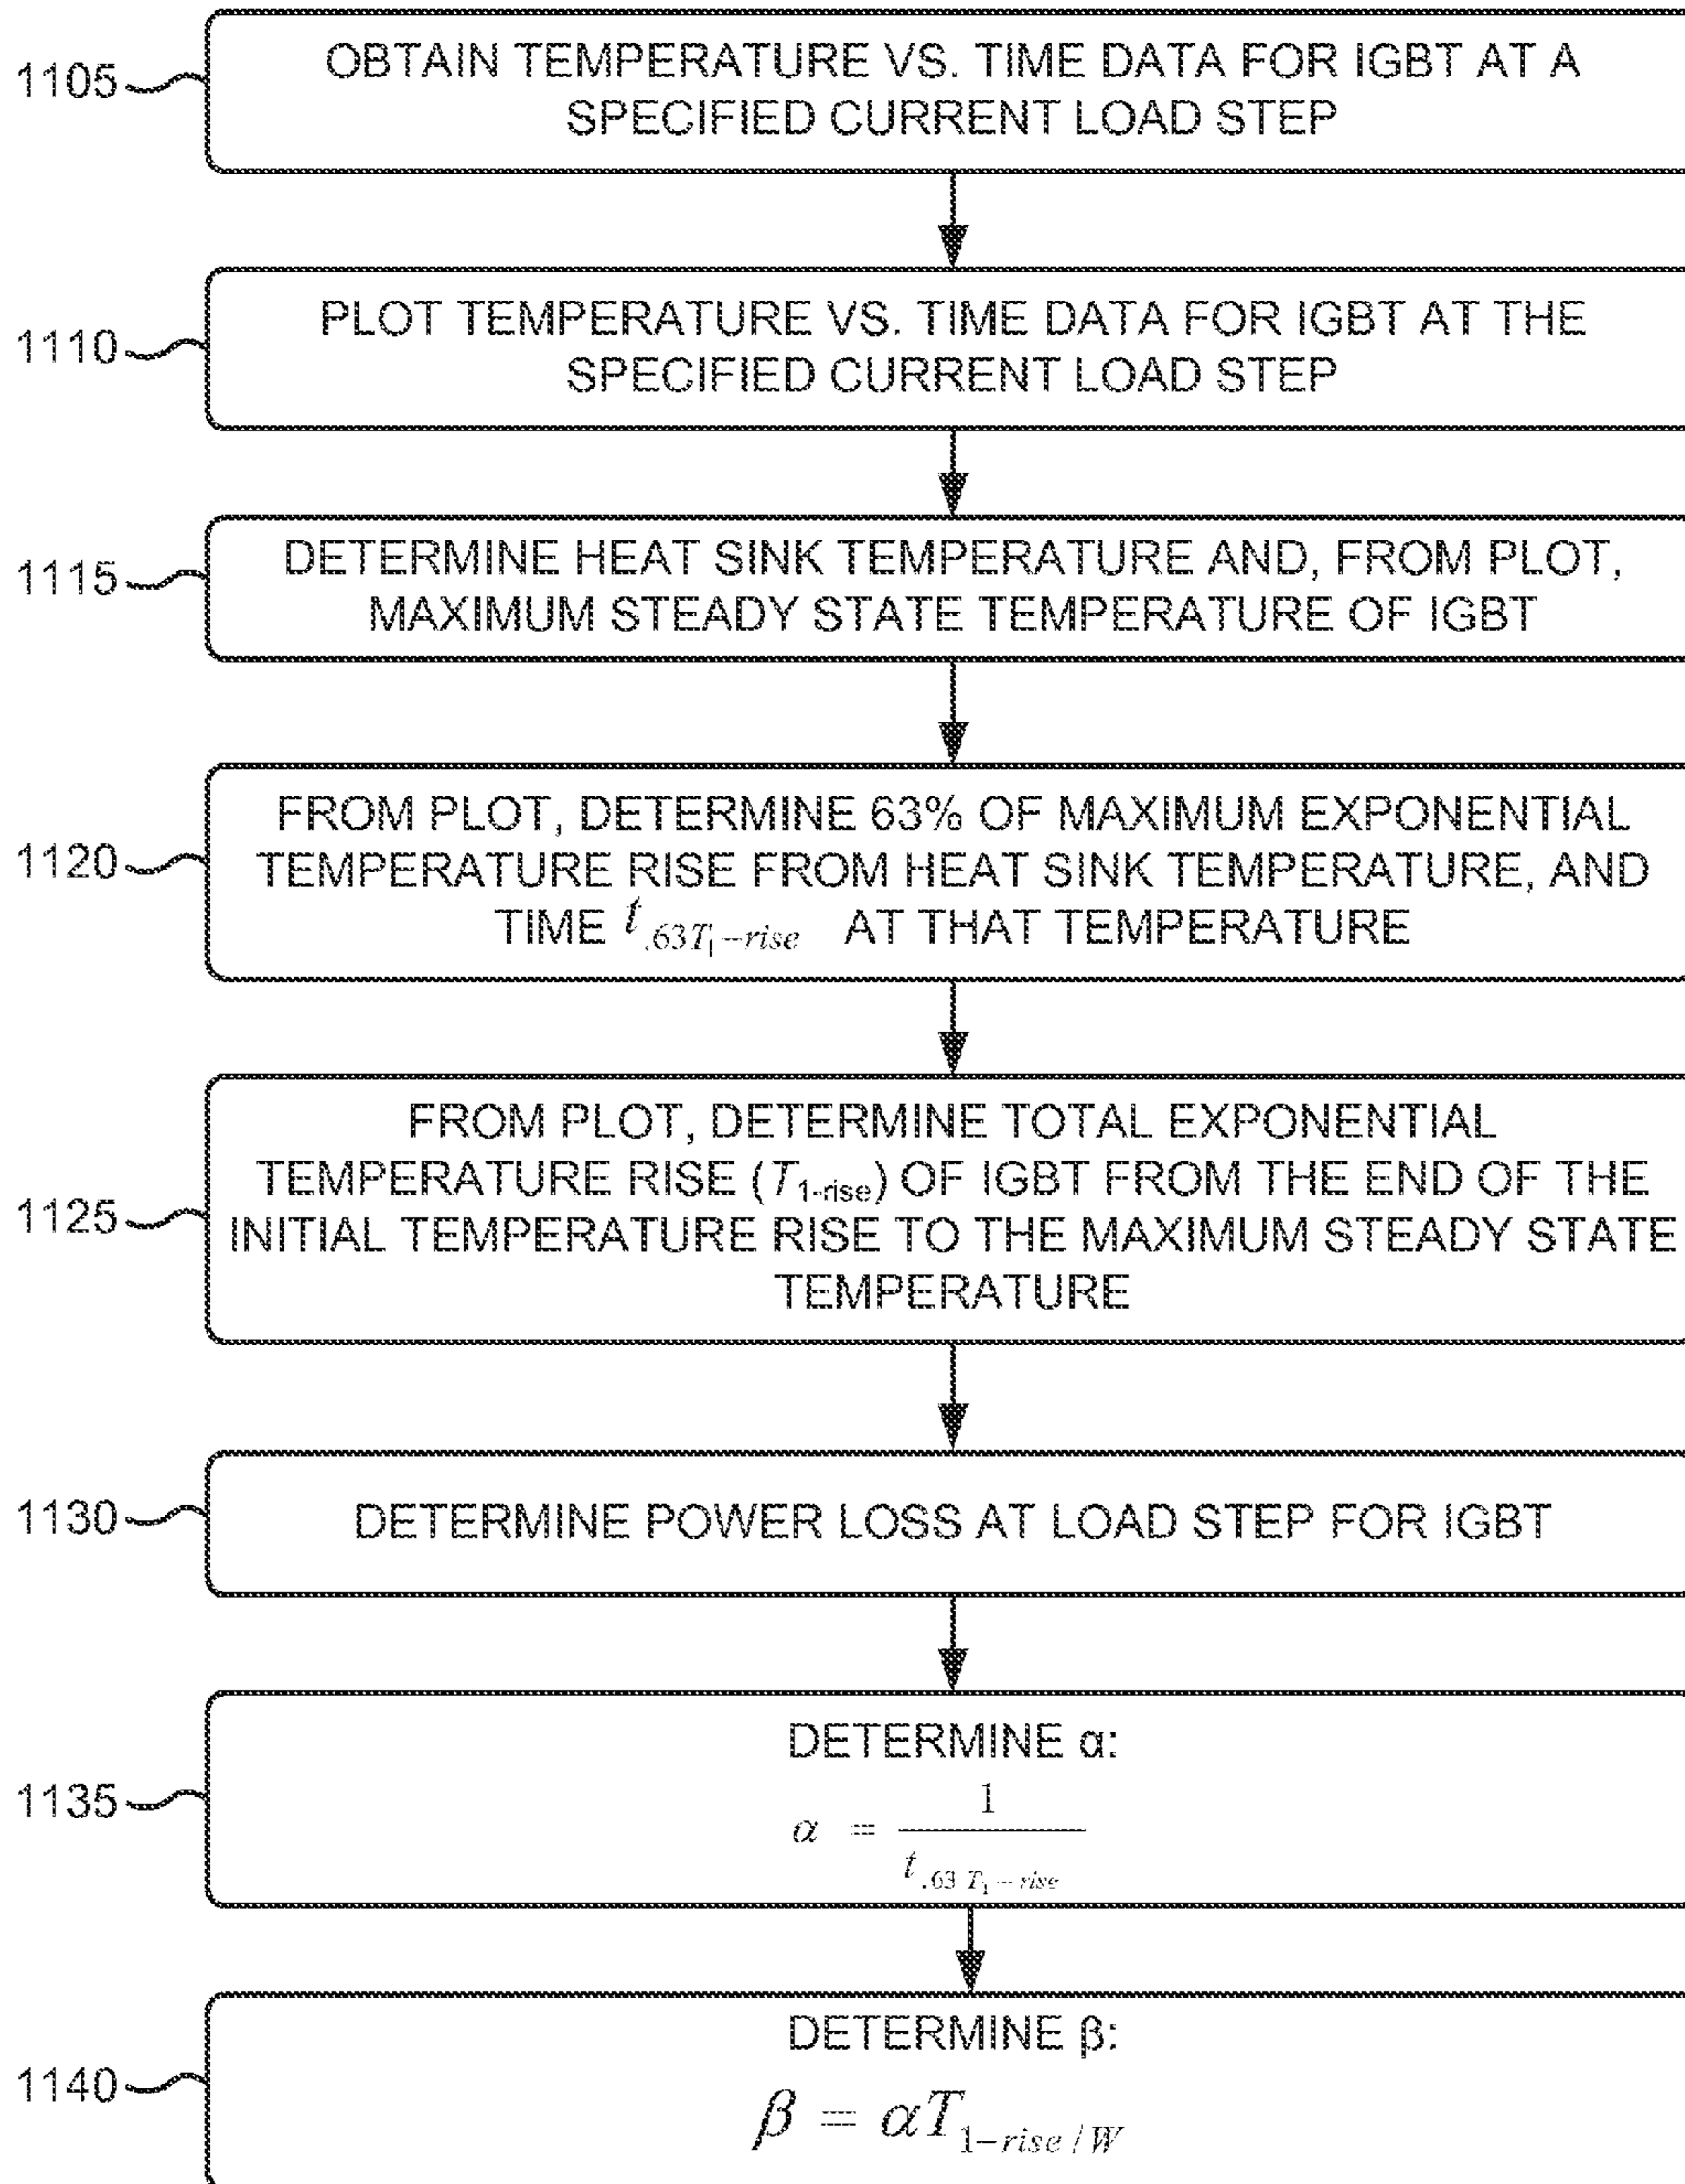 1105
OBTAIN TEMPERATURE VS. TIME DATA FOR IGBT AT A
SPECIFIED CURRENT LOAD STEP
1110
PLOT TEMPERATURE VS. TIME DATA FOR IGBT AT THE
SPECIFIED CURRENT LOAD STEP
1115
DETERMINE HEAT SINK TEMPERATURE AND, FROM PLOT,
MAXIMUM STEADY STATE TEMPERATURE OF IGBT
1120
FROM PLOT, DETERMINE 63% OF MAXIMUM EXPONENTIAL
TEMPERATURE RISE FROM HEAT SINK TEMPERATURE, AND
TIME t .63T1–rise AT THAT TEMPERATURE
1125
FROM PLOT, DETERMINE TOTAL EXPONENTIAL
TEMPERATURE RISE (T1-rise) OF IGBT FROM THE END OF THE
INITIAL TEMPERATURE RISE TO THE MAXIMUM STEADY STATE
TEMPERATURE
1130
DETERMINE POWER LOSS AT LOAD STEP FOR IGBT
1135
DETERMINE α:
α = 1
t .63 T1 – rise
1140
DETERMINE β:
β = αT1–rise / W